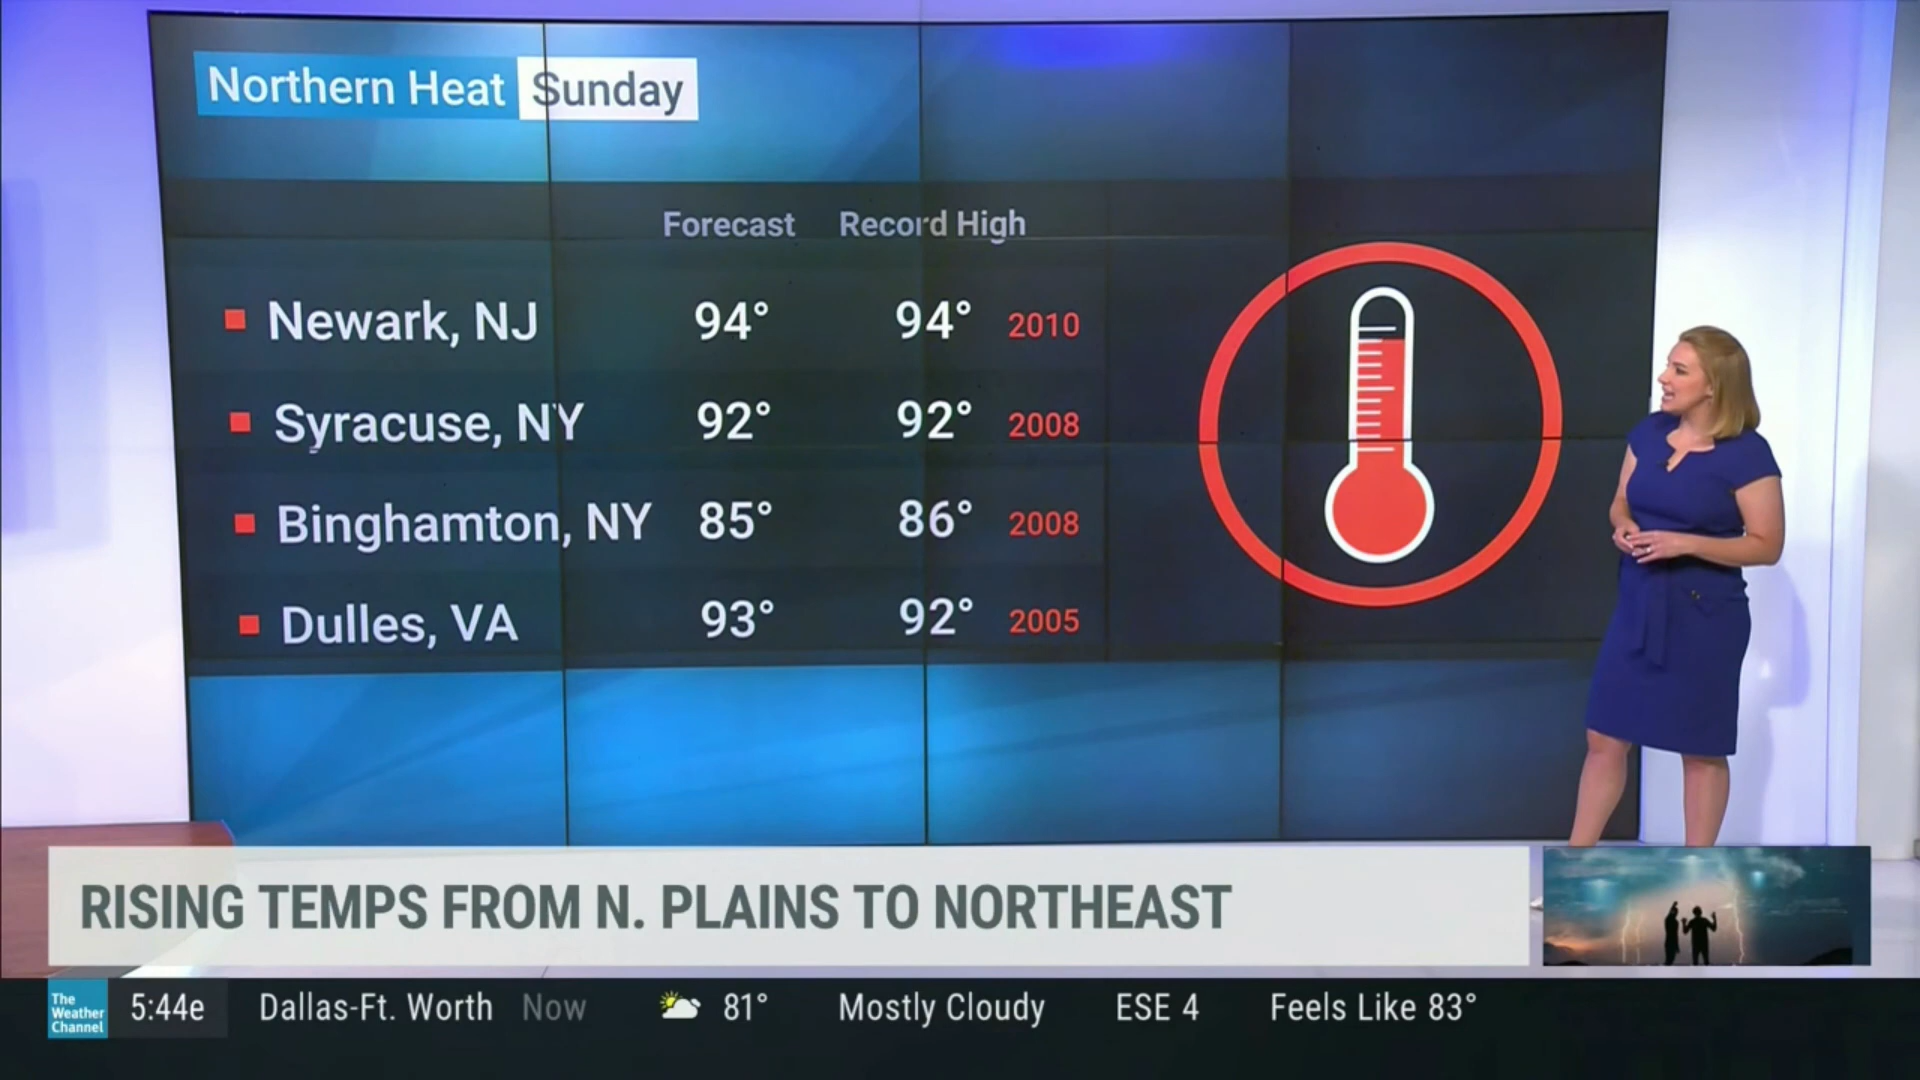 Northern Heat Sunday
Forecast Record High
Newark, NJ 94° 94° 2010
Syracuse, NY 92° 92° 2008
Binghamton, NY 85° 86° 2008
Dulles, VA 93° 92° 2005
RISING TEMPS FROM N. PLAINS TO NORTHEAST
The
Weather
Channel
5:44e Dallas-Ft. Worth Now 81° Mostly Cloudy ESE 4 Feels Like 83°